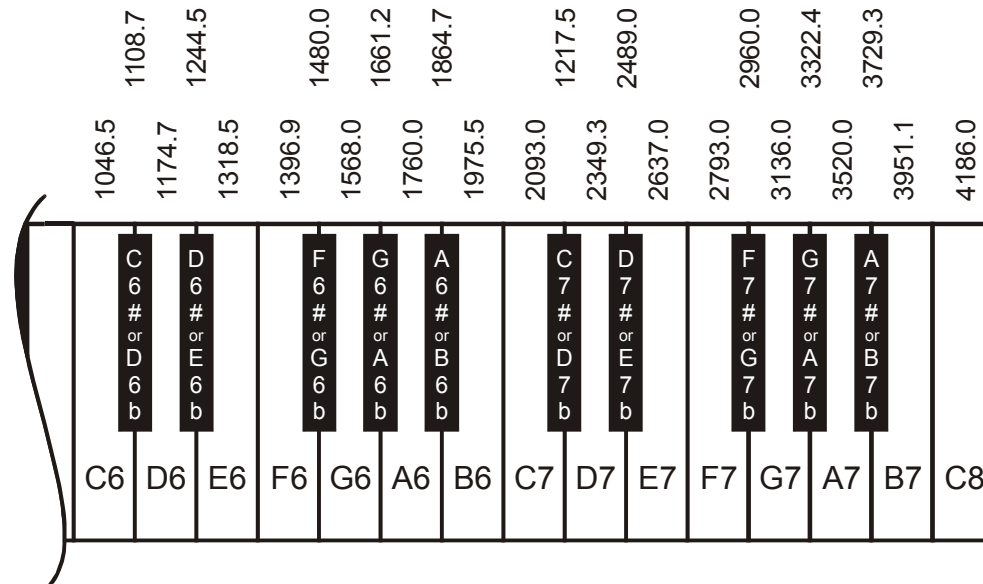 1108.7 1244.5 1480.0 1661.2 1864.7 1217.5 2489.0 2960.0 3322.4 3729.3
1046.5 1174.7 1318.5 1396.9 1568.0 1760.0 1975.5 2093.0 2349.3 2637.0 2793.0 3136.0 3520.0 3951.1 4186.0
C6# or D6b
D6# or E6b
F6# or G6b
G6# or A6b
A6# or B6b
C7# or D7b
D7# or E7b
F7# or G7b
G7# or A7b
A7# or B7b
C6 D6 E6 F6 G6 A6 B6 C7 D7 E7 F7 G7 A7 B7 C8